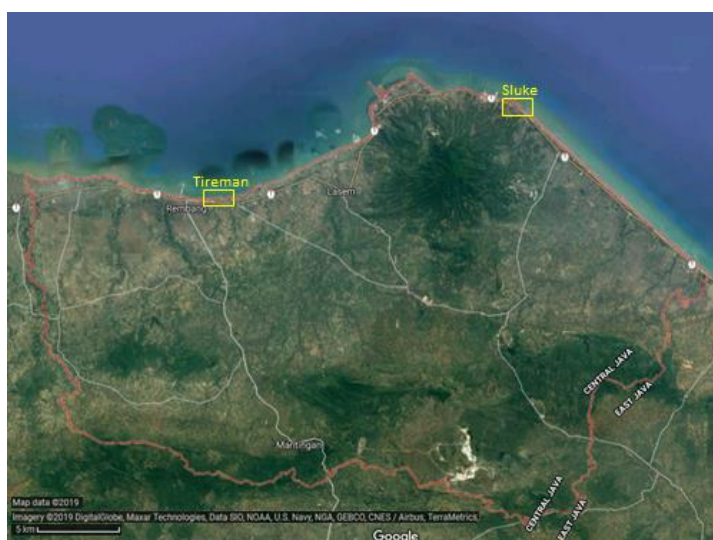 Sluke
Tireman
Lasem
Rembang
CENTRAL JAVA
EAST JAVA
Mantingan
CENTRAL JAVA
EAST JAVA
Map data ©2019
Imagery ©2019 DigitalGlobe, Maxar Technologies, Data SIO, NOAA, U.S. Navy, NGA, GEBCO, CNES / Airbus, TerraMetrics,
5 km
Google